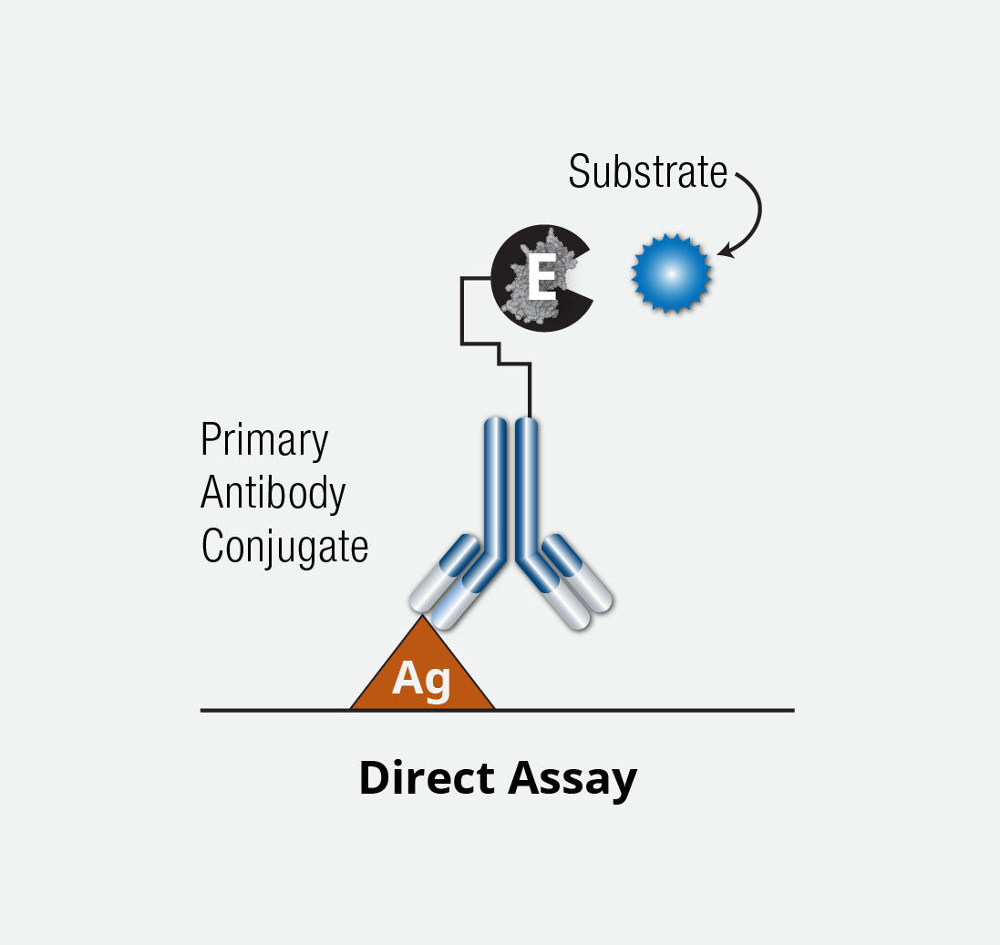 Substrate
E
Primary
Antibody
Conjugate
Ag
Direct Assay